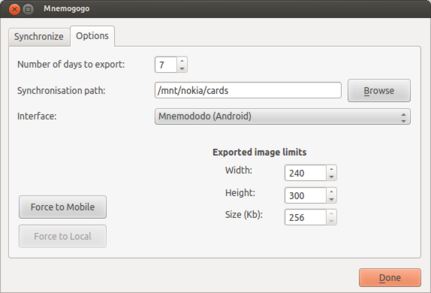 Mnemogogo
Synchronize Options
Number of days to export: 7
Synchronisation path: /mnt/nokia/cards Browse
Interface: Mnemododo (Android)
Exported image limits
Width: 240
Height: 300
Size (Kb): 256
Force to Mobile
Force to Local
Done